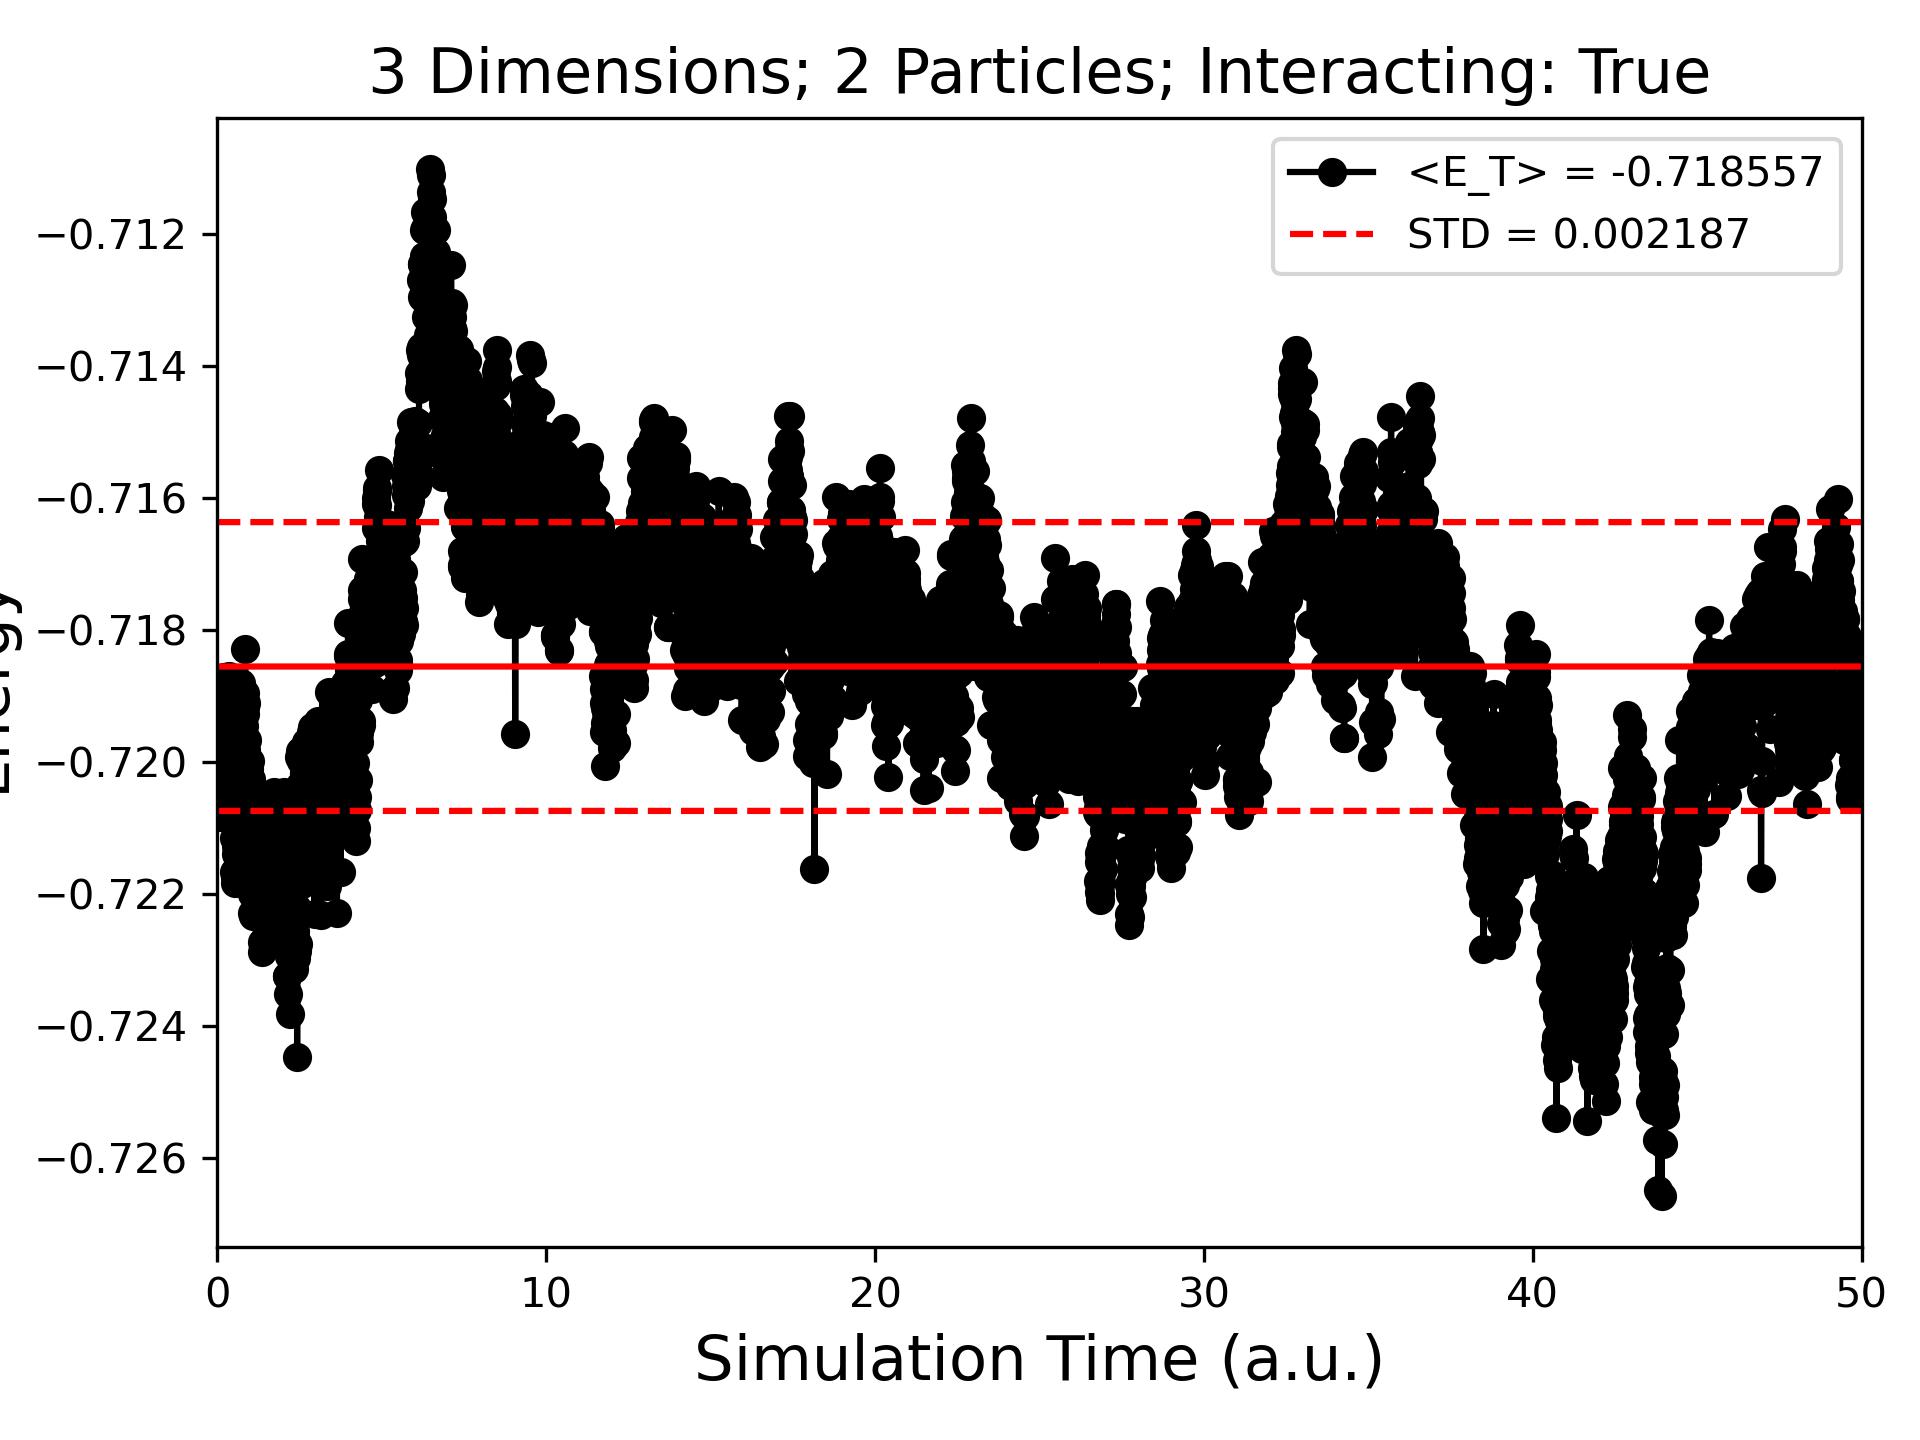 3 Dimensions; 2 Particles; Interacting: True
<E_T> = -0.718557
STD = 0.002187
−0.712
−0.714
−0.716
−0.718
−0.720
−0.722
−0.724
−0.726
Energy
0 10 20 30 40 50
Simulation Time (a.u.)